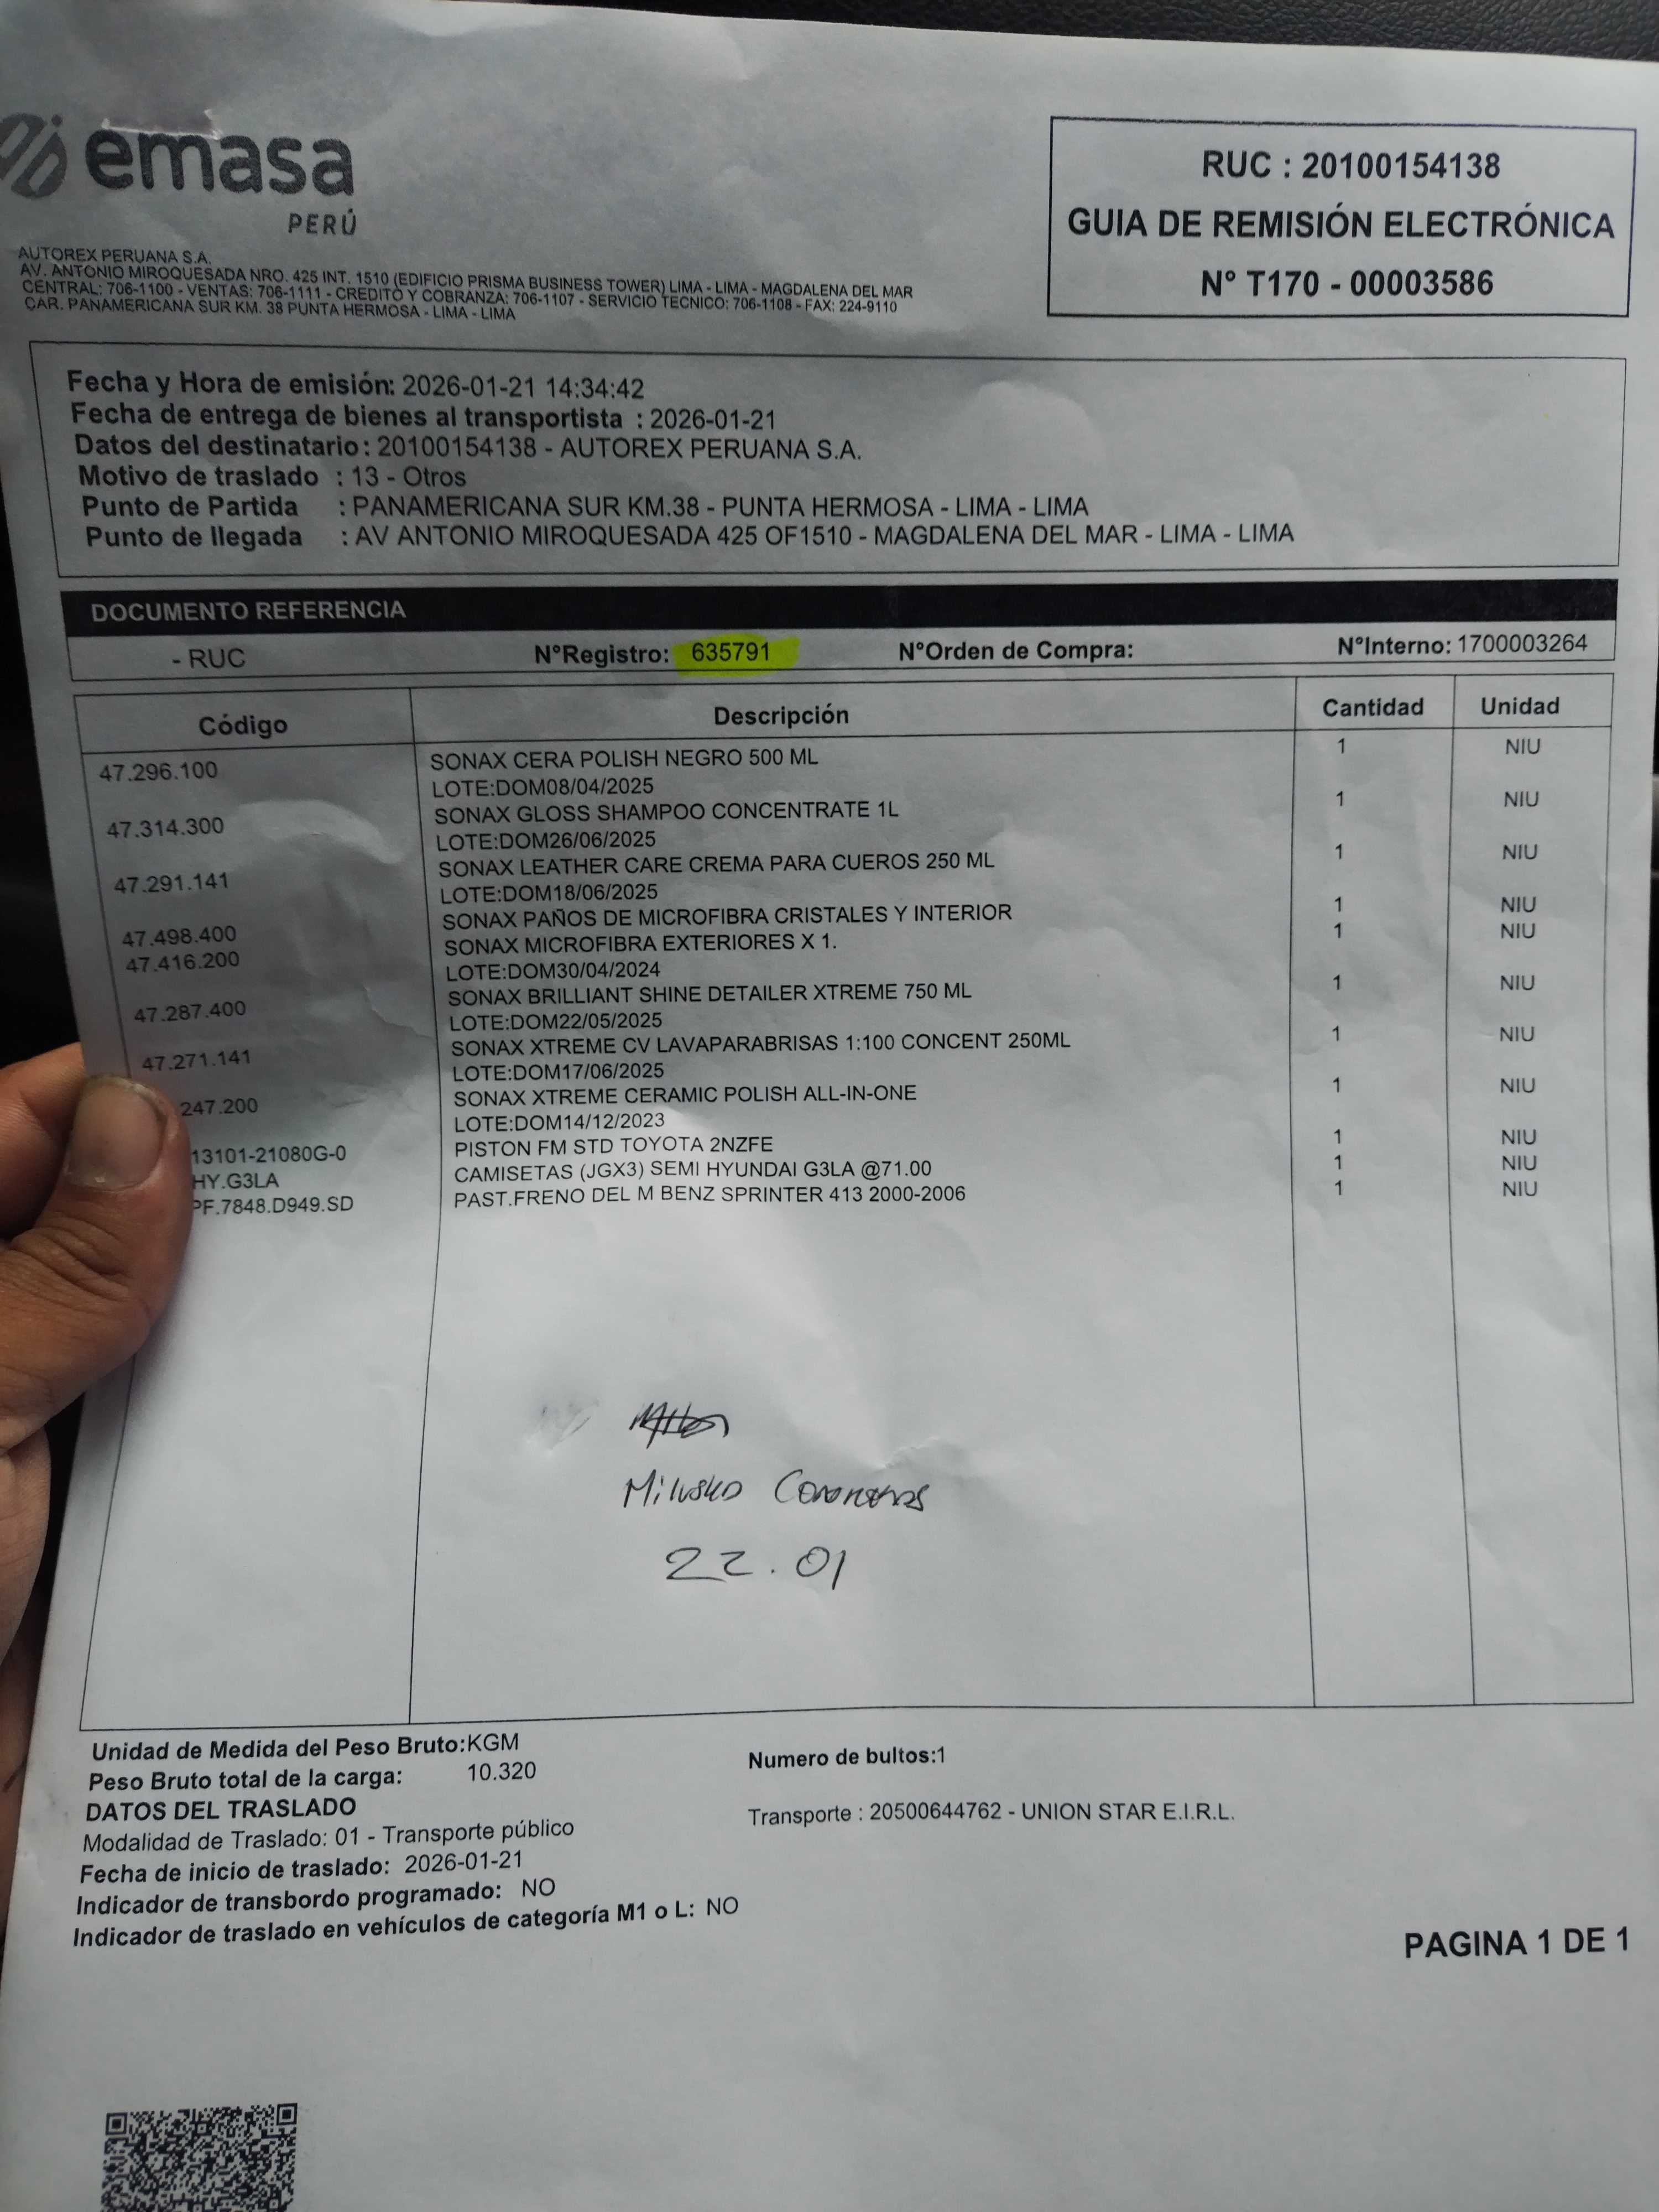 emasa
PERÚ
AUTOREX PERUANA S.A.
AV. ANTONIO MIROQUESADA NRO. 425 INT. 1510 (EDIFICIO PRISMA BUSINESS TOWER) LIMA - LIMA - MAGDALENA DEL MAR
CENTRAL: 706-1100 - VENTAS: 706-1111 - CREDITO Y COBRANZA: 706-1107 - SERVICIO TECNICO: 706-1108 - FAX: 224-9110
CAR. PANAMERICANA SUR KM. 38 PUNTA HERMOSA - LIMA - LIMA
RUC : 20100154138
GUIA DE REMISIÓN ELECTRÓNICA
N° T170 - 00003586
Fecha y Hora de emisión: 2026-01-21 14:34:42
Fecha de entrega de bienes al transportista : 2026-01-21
Datos del destinatario: 20100154138 - AUTOREX PERUANA S.A.
Motivo de traslado : 13 - Otros
Punto de Partida : PANAMERICANA SUR KM.38 - PUNTA HERMOSA - LIMA - LIMA
Punto de llegada : AV ANTONIO MIROQUESADA 425 OF1510 - MAGDALENA DEL MAR - LIMA - LIMA
DOCUMENTO REFERENCIA
- RUC N°Registro: 635791 N°Orden de Compra: N°Interno: 1700003264
Código Descripción Cantidad Unidad
47.296.100 SONAX CERA POLISH NEGRO 500 ML 1 NIU
LOTE:DOM08/04/2025
47.314.300 SONAX GLOSS SHAMPOO CONCENTRATE 1L 1 NIU
LOTE:DOM26/06/2025
47.291.141 SONAX LEATHER CARE CREMA PARA CUEROS 250 ML 1 NIU
LOTE:DOM18/06/2025
47.498.400 SONAX PAÑOS DE MICROFIBRA CRISTALES Y INTERIOR 1 NIU
47.416.200 SONAX MICROFIBRA EXTERIORES X 1. 1 NIU
LOTE:DOM30/04/2024
47.287.400 SONAX BRILLIANT SHINE DETAILER XTREME 750 ML 1 NIU
LOTE:DOM22/05/2025
47.271.141 SONAX XTREME CV LAVAPARABRISAS 1:100 CONCENT 250ML 1 NIU
LOTE:DOM17/06/2025
247.200 SONAX XTREME CERAMIC POLISH ALL-IN-ONE 1 NIU
LOTE:DOM14/12/2023
13101-21080G-0 PISTON FM STD TOYOTA 2NZFE 1 NIU
HY.G3LA CAMISETAS (JGX3) SEMI HYUNDAI G3LA @71.00 1 NIU
PF.7848.D949.SD PAST.FRENO DEL M BENZ SPRINTER 413 2000-2006 1 NIU
22.01
Unidad de Medida del Peso Bruto:KGM
Peso Bruto total de la carga: 10.320
Numero de bultos:1
DATOS DEL TRASLADO
Modalidad de Traslado: 01 - Transporte público
Transporte : 20500644762 - UNION STAR E.I.R.L.
Fecha de inicio de traslado: 2026-01-21
Indicador de transbordo programado: NO
Indicador de traslado en vehículos de categoría M1 o L: NO
PAGINA 1 DE 1